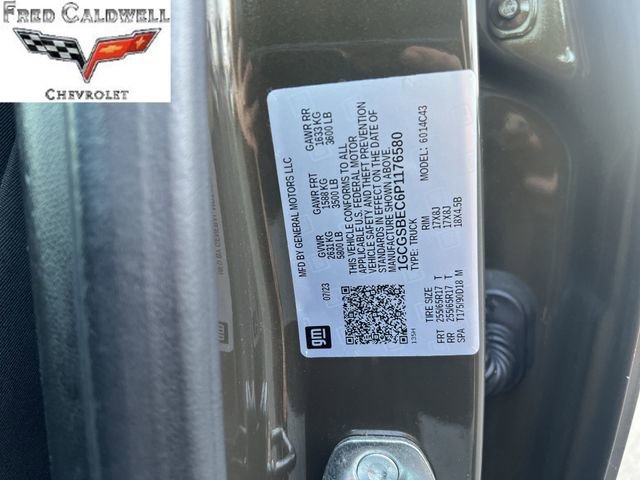 FRED CALDWELL
CHEVROLET
MFD BY GENERAL MOTORS LLC
07/23
GVWR
2631 KG
5800 LB
GAWR FRT
1588 KG
3500 LB
GAWR RR
1633 KG
3600 LB
THIS VEHICLE CONFORMS TO ALL
APPLICABLE U.S. FEDERAL MOTOR
VEHICLE SAFETY AND THEFT PREVENTION
STANDARDS IN EFFECT ON THE DATE OF
MANUFACTURE SHOWN ABOVE.
1GCGSBEC6P1176580
TYPE: TRUCK
MODEL: 6014C43
gm
TIRE SIZE RIM
FRT 255/65R17 T 17X8J
RR 255/65R17 T 17X8J
SPA T175/90D18 M 18X4.5B